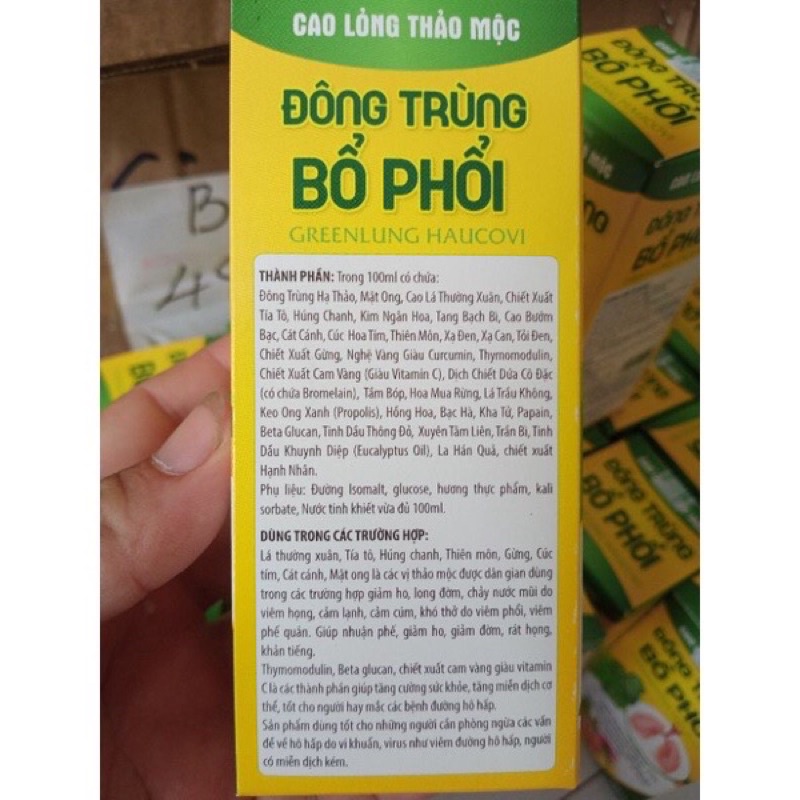 CAO LỎNG THẢO MỘC
ĐÔNG TRÙNG
BỔ PHỔI
GREENLUNG HAUCOVI
THÀNH PHẦN: Trong 100ml có chứa:
Đông Trùng Hạ Thảo, Mật Ong, Cao Lá Thường Xuân, Chiết Xuất
Tía Tô, Húng Chanh, Kim Ngân Hoa, Tang Bạch Bì, Cao Bướm
Bạc, Cát Cánh, Cúc Hoa Tím, Thiên Môn, Xạ Đen, Xạ Can, Tỏi Đen,
Chiết Xuất Gừng, Nghệ Vàng Giàu Curcumin, Thymomodulin,
Chiết Xuất Cam Vàng (Giàu Vitamin C), Dịch Chiết Dứa Cô Đặc
(có chứa Bromelain), Tầm Bóp, Hoa Mua Rừng, Lá Trầu Không,
Keo Ong Xanh (Propolis), Hồng Hoa, Bạc Hà, Kha Tử, Papain,
Beta Glucan, Tinh Dầu Thông Đỏ, Xuyên Tâm Liên, Trần Bì, Tinh
Dầu Khuynh Diệp (Eucalyptus Oil), La Hán Quả, chiết xuất
Hạnh Nhân.
Phụ liệu: Đường Isomalt, glucose, hương thực phẩm, kali
sorbate, Nước tinh khiết vừa đủ 100ml.
DÙNG TRONG CÁC TRƯỜNG HỢP:
Lá thường xuân, Tía tô, Húng chanh, Thiên môn, Gừng, Cúc
tím, Cát cánh, Mật ong là các vị thảo mộc được dân gian dùng
trong các trường hợp giảm ho, long đờm, chảy nước mũi do
viêm họng, cảm lạnh, cảm cúm, khó thở do viêm phổi, viêm
phế quản. Giúp nhuận phế, giảm ho, giảm đờm, rát họng,
khản tiếng.
Thymomodulin, Beta glucan, chiết xuất cam vàng giàu vitamin
C là các thành phần giúp tăng cường sức khỏe, tăng miễn dịch cơ
thể, tốt cho người hay mắc các bệnh đường hô hấp.
Sản phẩm dùng tốt cho những người cần phòng ngừa các vấn
đề về hô hấp do vi khuẩn, virus như viêm đường hô hấp, người
có miễn dịch kém.
BỔ PHỔI
GREENLUNG HAUCOVI
CAO LỎNG THẢO MỘC
BỔ PHỔI
ĐÔNG TRÙNG
BỔ PHỔI
ĐÔNG TRÙNG
BỔ PHỔI